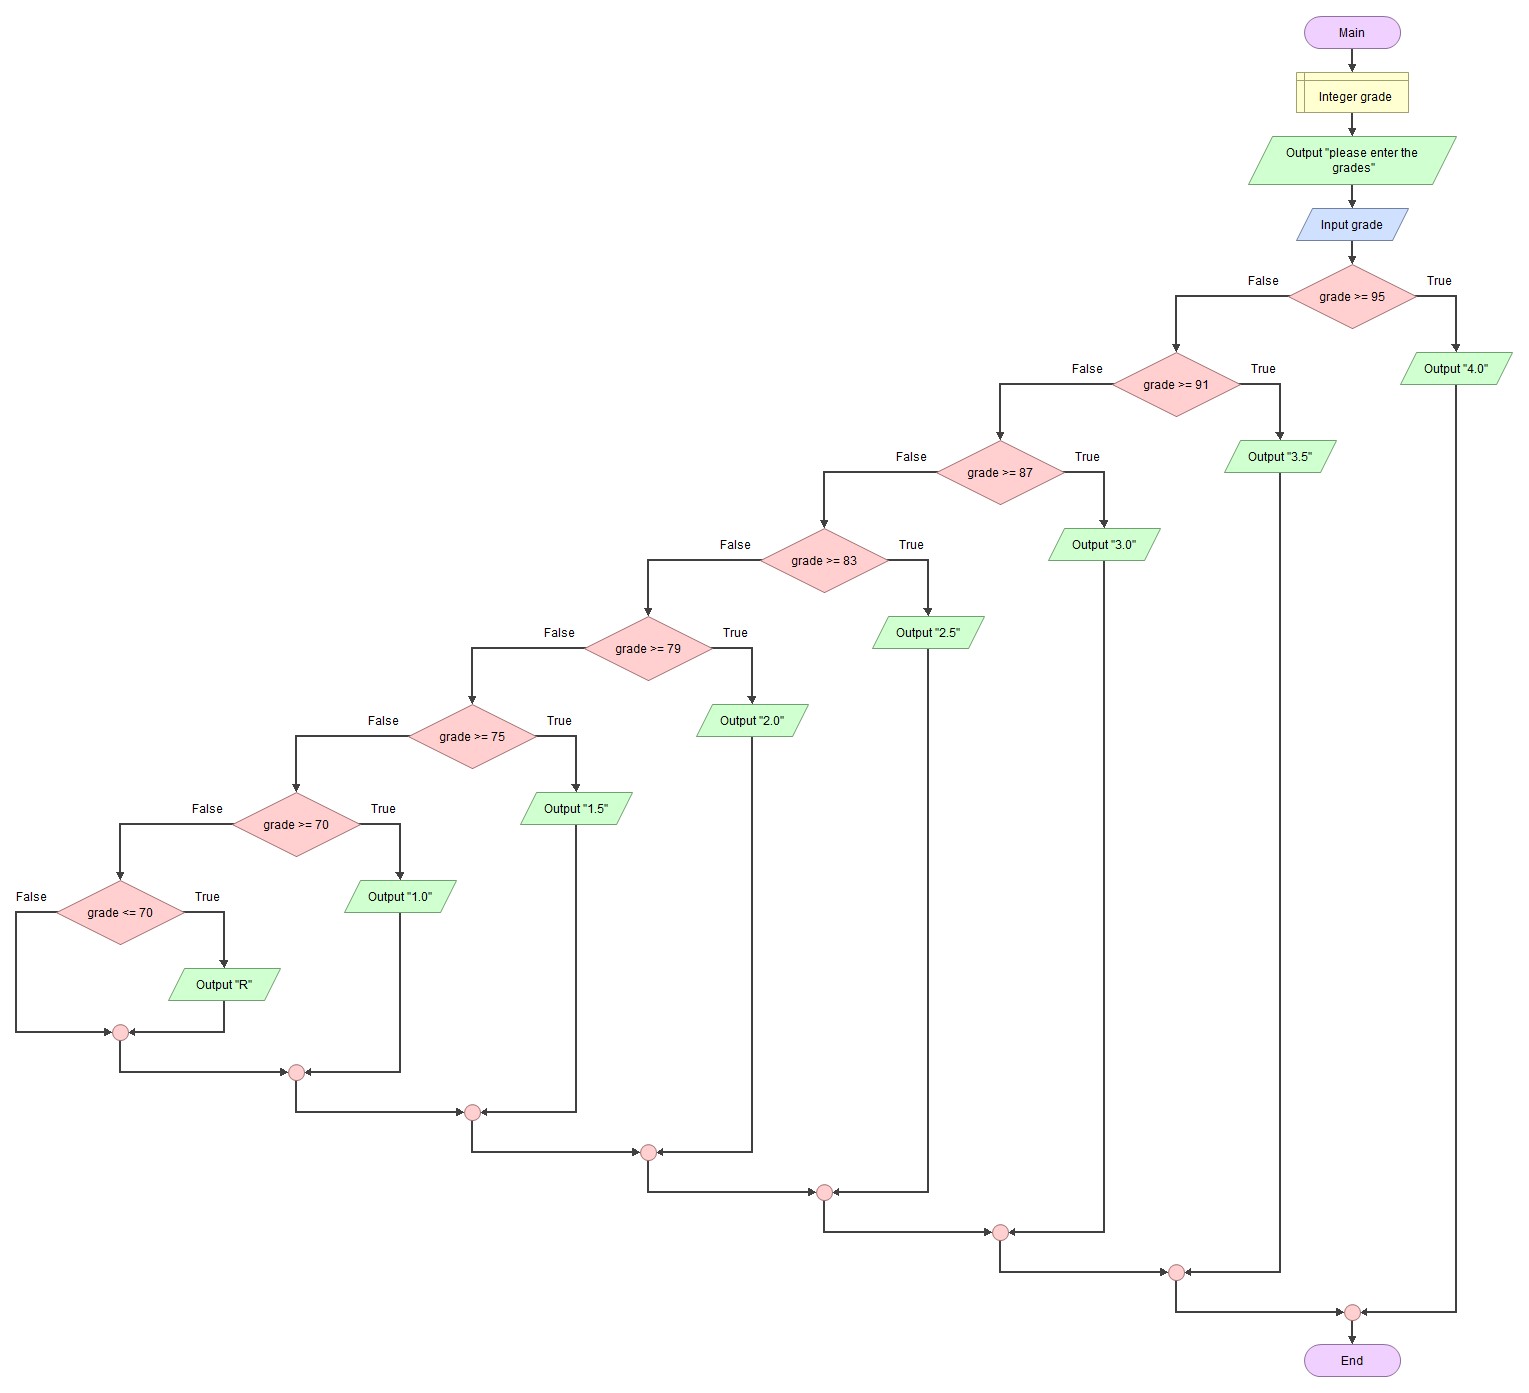 Main
Integer grade
Output "please enter the
grades"
Input grade
False
grade >= 95
True
False
grade >= 91
True
Output "4.0"
False
grade >= 87
True
Output "3.5"
False
grade >= 83
True
Output "3.0"
False
grade >= 79
True
Output "2.5"
False
grade >= 75
True
Output "2.0"
False
grade >= 70
True
Output "1.5"
False
grade <= 70
True
Output "1.0"
Output "R"
End